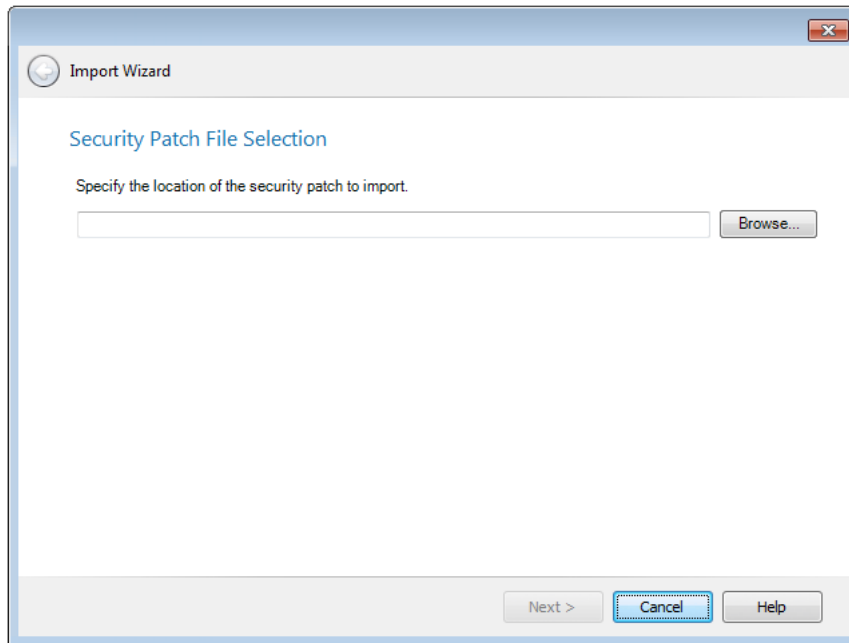 Import Wizard
Security Patch File Selection
Specify the location of the security patch to import.
Browse...
Next >
Cancel
Help